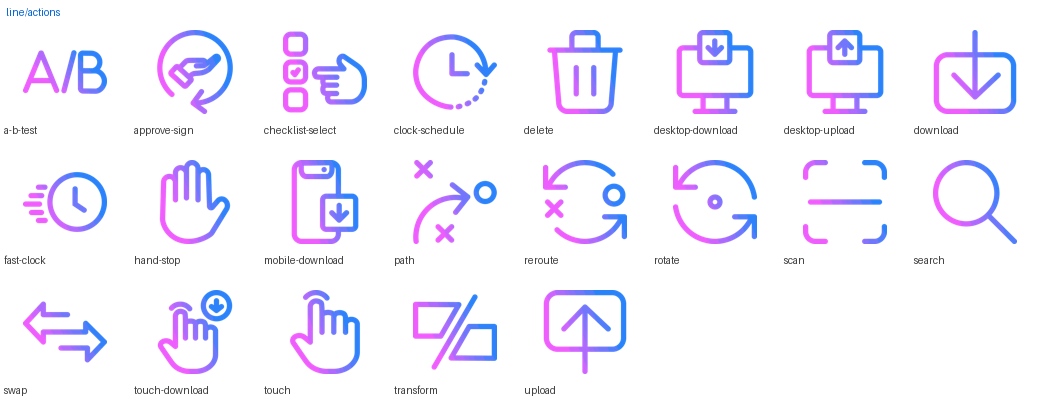 line/actions
A/B
a-b-test
approve-sign
checklist-select
clock-schedule
delete
desktop-download
desktop-upload
download
fast-clock
hand-stop
mobile-download
path
reroute
rotate
scan
search
swap
touch-download
touch
transform
upload